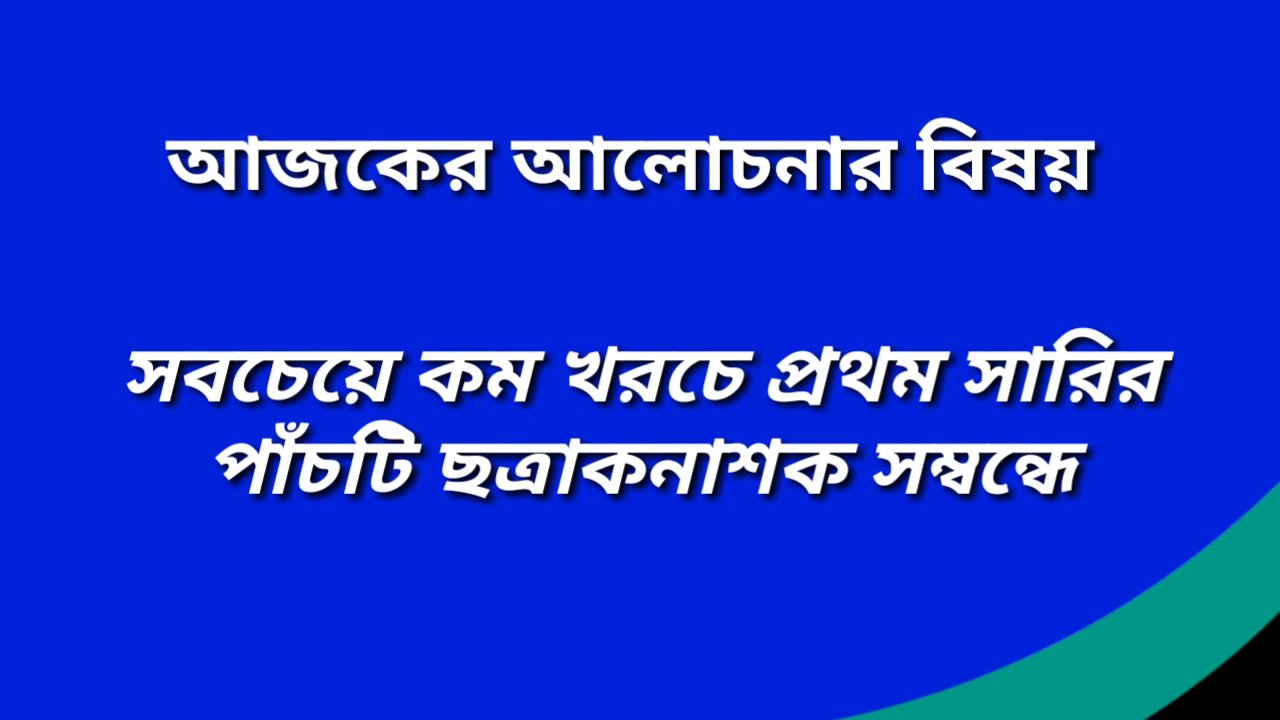 আজকের আলোচনার বিষয়
সবচেয়ে কম খরচে প্রথম সারির
পাঁচটি ছত্রাকনাশক সম্বন্ধে